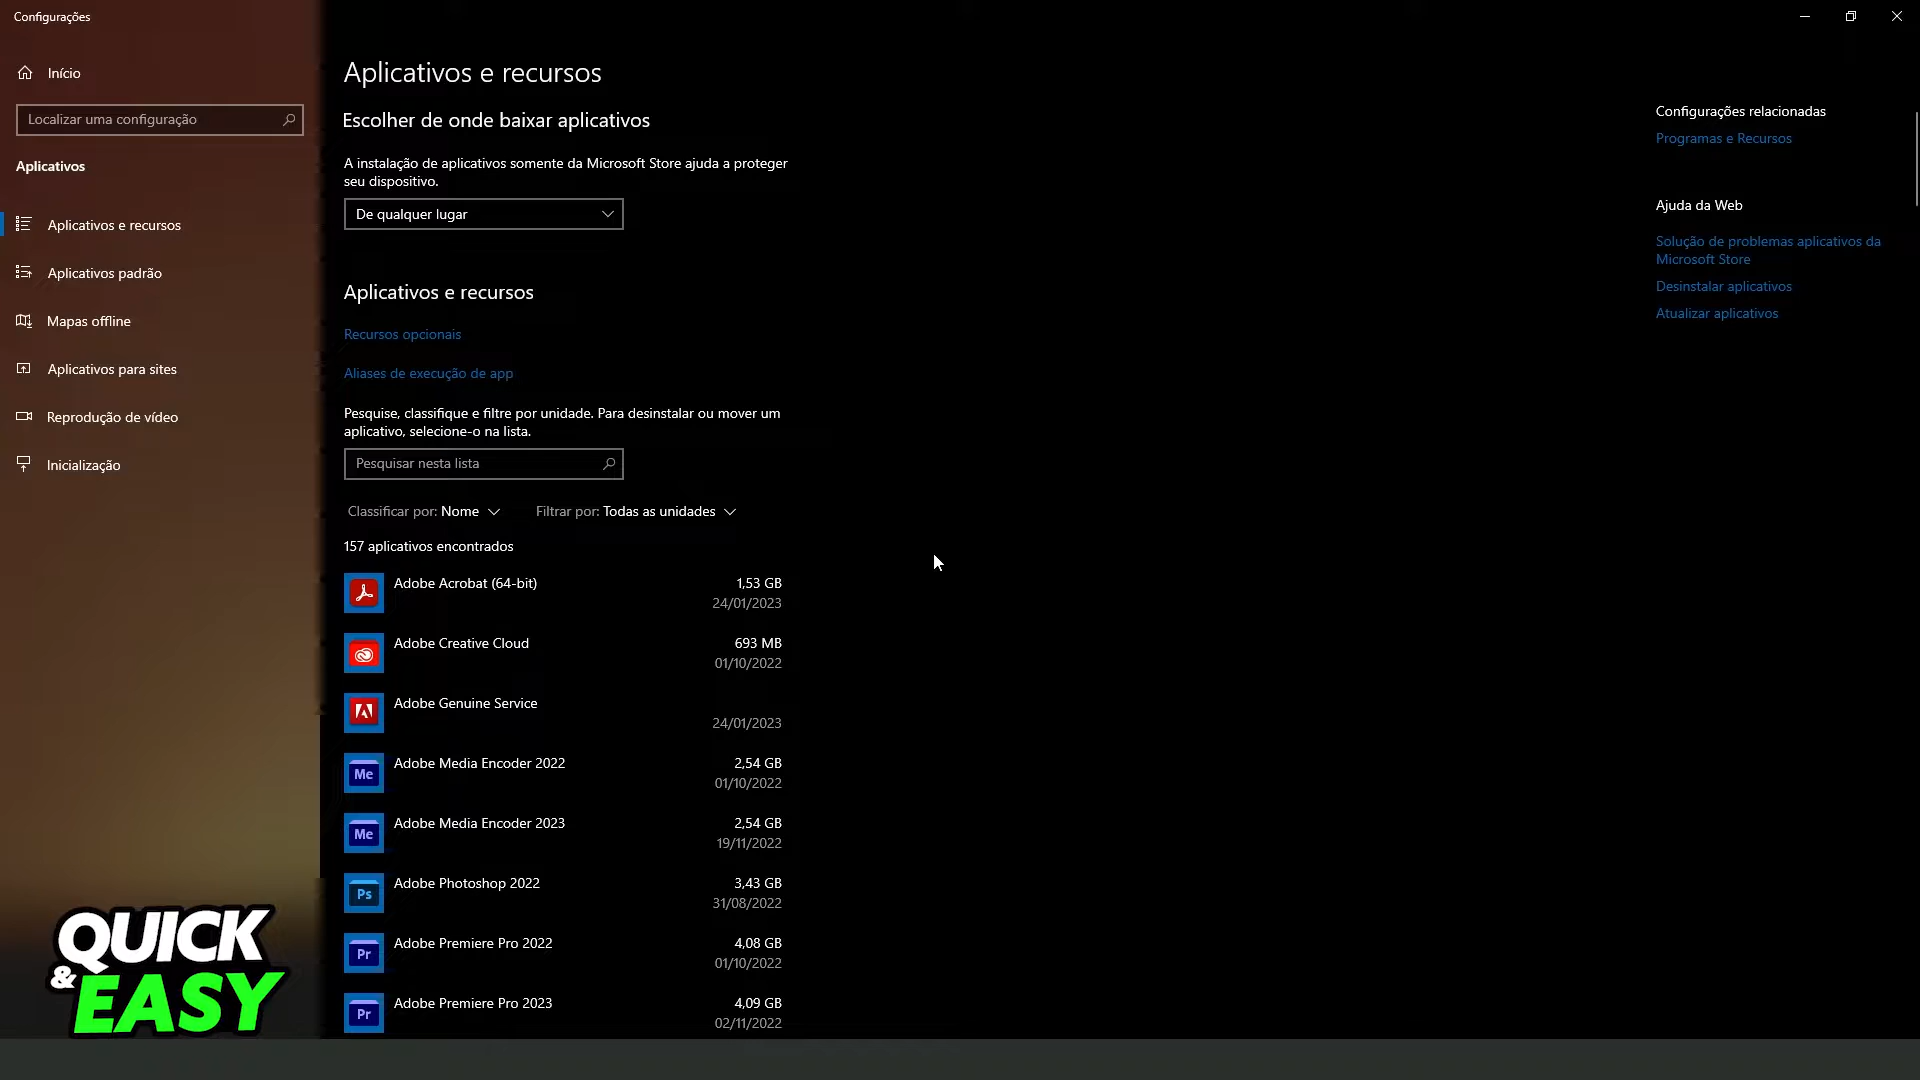 Configurações
Início
Localizar uma configuração
Aplicativos
Aplicativos e recursos
Aplicativos padrão
Mapas offline
Aplicativos para sites
Reprodução de vídeo
Inicialização
Aplicativos e recursos
Escolher de onde baixar aplicativos
A instalação de aplicativos somente da Microsoft Store ajuda a proteger
seu dispositivo.
De qualquer lugar
Aplicativos e recursos
Recursos opcionais
Aliases de execução de app
Pesquise, classifique e filtre por unidade. Para desinstalar ou mover um
aplicativo, selecione-o na lista.
Pesquisar nesta lista
Classificar por: Nome Filtrar por: Todas as unidades
157 aplicativos encontrados
Adobe Acrobat (64-bit) 1,53 GB
24/01/2023
Adobe Creative Cloud 693 MB
01/10/2022
Adobe Genuine Service
24/01/2023
Me Adobe Media Encoder 2022 2,54 GB
01/10/2022
Me Adobe Media Encoder 2023 2,54 GB
19/11/2022
Ps Adobe Photoshop 2022 3,43 GB
31/08/2022
Pr Adobe Premiere Pro 2022 4,08 GB
01/10/2022
Pr Adobe Premiere Pro 2023 4,09 GB
02/11/2022
Configurações relacionadas
Programas e Recursos
Ajuda da Web
Solução de problemas aplicativos da
Microsoft Store
Desinstalar aplicativos
Atualizar aplicativos
QUICK
& EASY